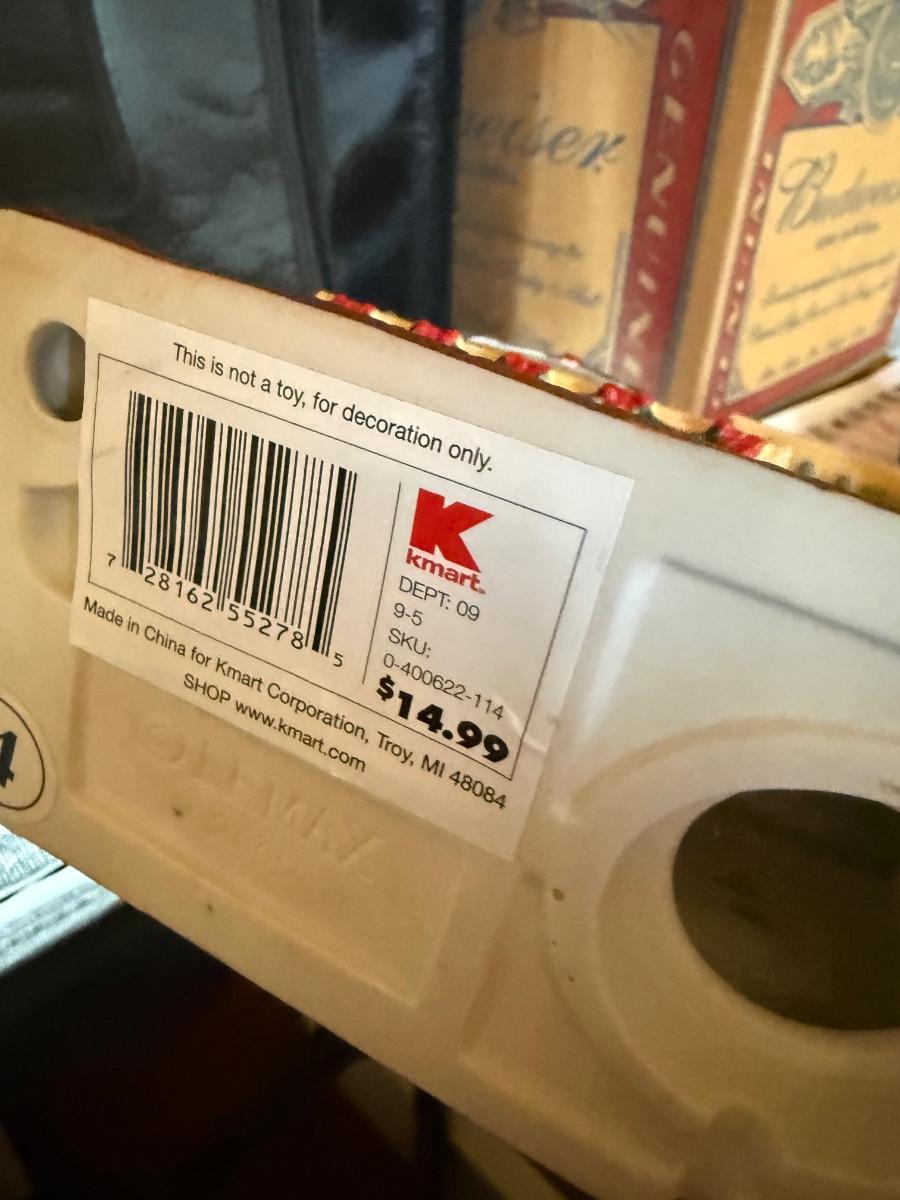 GENUINE
This is not a toy, for decoration only.
7 28162 55278 5
K
kmart.
DEPT: 09
9-5
SKU:
0-400622-114
$14.99
Made in China for Kmart Corporation, Troy, MI 48084
SHOP www.kmart.com